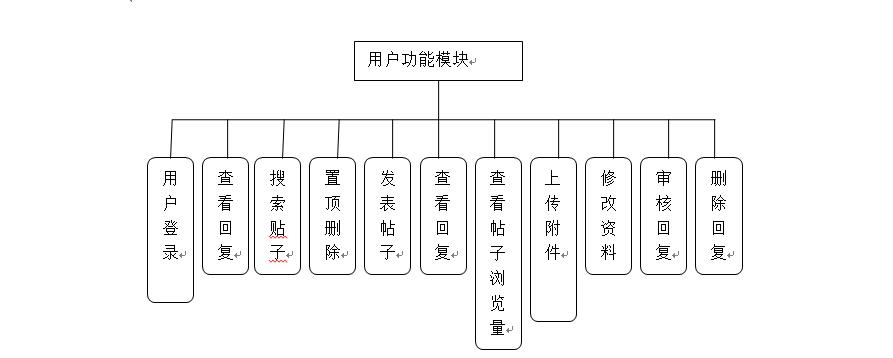 用户功能模块
用户登录
查看回复
搜索贴子
置顶删除
发表帖子
查看回复
查看帖子浏览量
上传附件
修改资料
审核回复
删除回复